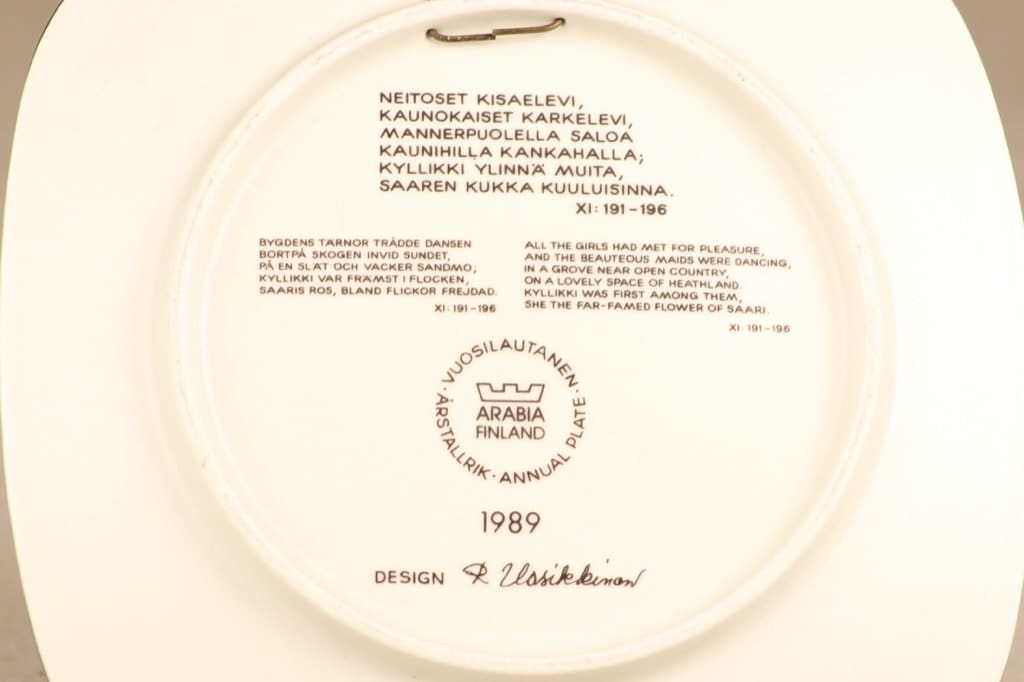 NEITOSET KISAELEVI,
KAUNOKAISET KARKELEVI,
MANNERPUOLELLA SALOA
KAUNIHILLA KANKAHALLA;
KYLLIKKI YLINNÄ MUITA,
SAAREN KUKKA KUULUISINNA.
XI: 191-196
BYGDENS TÄRNOR TRÅDDE DANSEN
BORTPÅ SKOGEN INVID SUNDET,
PÅ EN SLÄT OCH VACKER SANDMO;
KYLLIKKI VAR FRÄMST I FLOCKEN,
SAARIS ROS, BLAND FLICKOR FREJDAD.
XI: 191-196
ALL THE GIRLS HAD MET FOR PLEASURE,
AND THE BEAUTEOUS MAIDS WERE DANCING,
IN A GROVE NEAR OPEN COUNTRY,
ON A LOVELY SPACE OF HEATHLAND.
KYLLIKKI WAS FIRST AMONG THEM,
SHE THE FAR-FAMED FLOWER OF SAARI.
XI: 191-196
· VUOSILAUTANEN · ANNUAL PLATE · ÅRSTALLRIK
ARABIA
FINLAND
1989
DESIGN R Uosikkinen